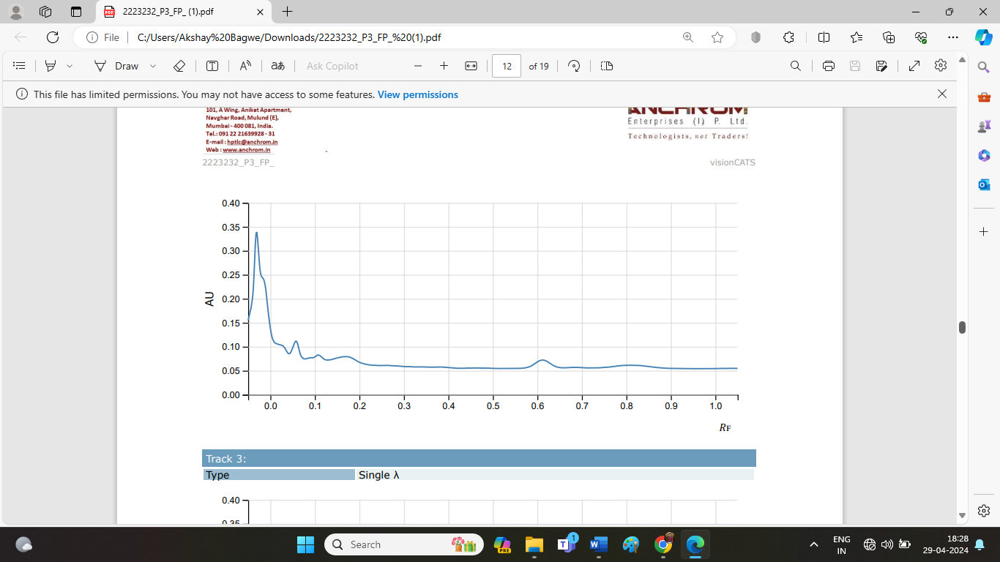 2223232_P3_FP_ (1).pdf
File
C:/Users/Akshay%20Bagwe/Downloads/2223232_P3_FP_%20(1).pdf
Draw
Ask Copilot
12
of 19
This file has limited permissions. You may not have access to some features. View permissions
101, A Wing, Aniket Apartment,
Navghar Road, Mulund (E),
Mumbai - 400 081, India.
Tel.: 091 22 21639928 - 31
E-mail : hptlc@anchrom.in
Web : www.anchrom.in
ANCHROM
Enterprises (I) P. Ltd.
Technologists, not Traders!
2223232_P3_FP_
visionCATS
0.40
0.35
0.30
0.25
0.20
0.15
0.10
0.05
0.00
AU
0.0 0.1 0.2 0.3 0.4 0.5 0.6 0.7 0.8 0.9 1.0
RF
Track 3:
Type Single λ
0.40
0.35
Search
PRE
1
ENG
IN
18:28
29-04-2024